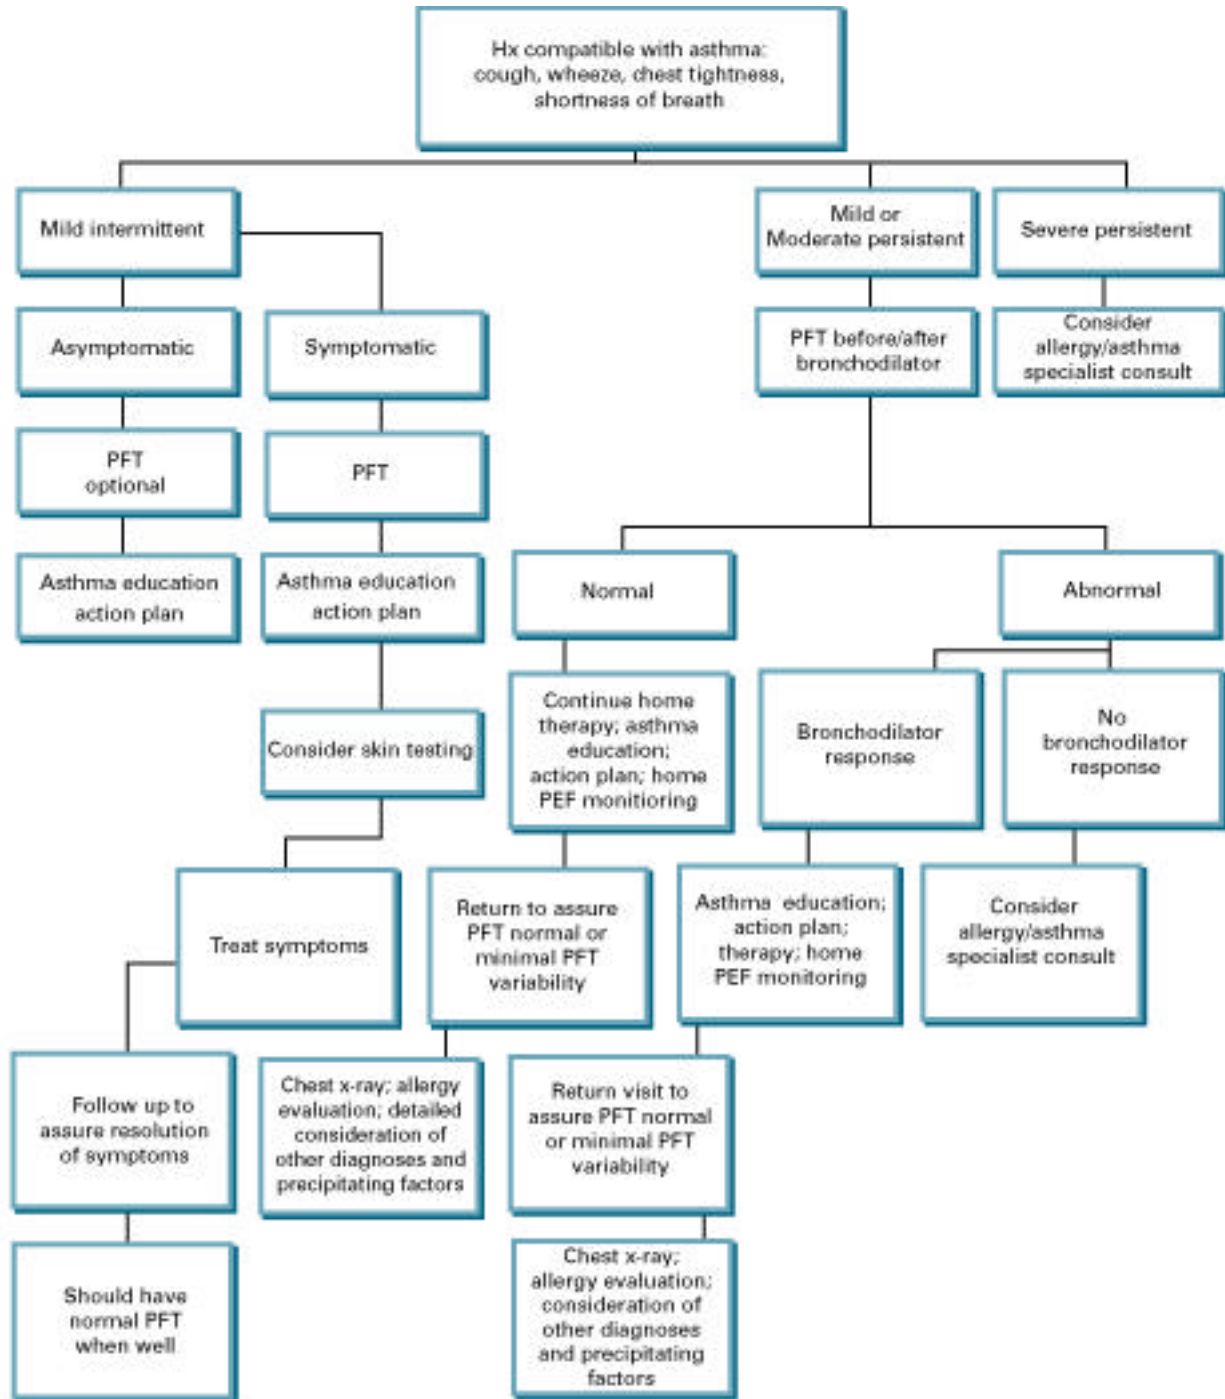 Hx compatible with asthma:
cough, wheeze, chest tightness,
shortness of breath
Mild intermittent
Mild or
Moderate persistent
Severe persistent
Asymptomatic
Symptomatic
PFT before/after
bronchodilator
Consider
allergy/asthma
specialist consult
PFT
optional
PFT
Asthma education
action plan
Asthma education
action plan
Normal
Abnormal
Consider skin testing
Continue home
therapy; asthma
education;
action plan; home
PEF monitioring
Bronchodilator
response
No
bronchodilator
response
Treat symptoms
Return to assure
PFT normal or
minimal PFT
variability
Asthma education;
action plan;
therapy; home
PEF monitoring
Consider
allergy/asthma
specialist consult
Follow up to
assure resolution
of symptoms
Chest x-ray; allergy
evaluation; detailed
consideration of
other diagnoses and
precipitating factors
Return visit to
assure PFT normal
or minimal PFT
variability
Should have
normal PFT
when well
Chest x-ray;
allergy evaluation;
consideration of
other diagnoses
and precipitating
factors